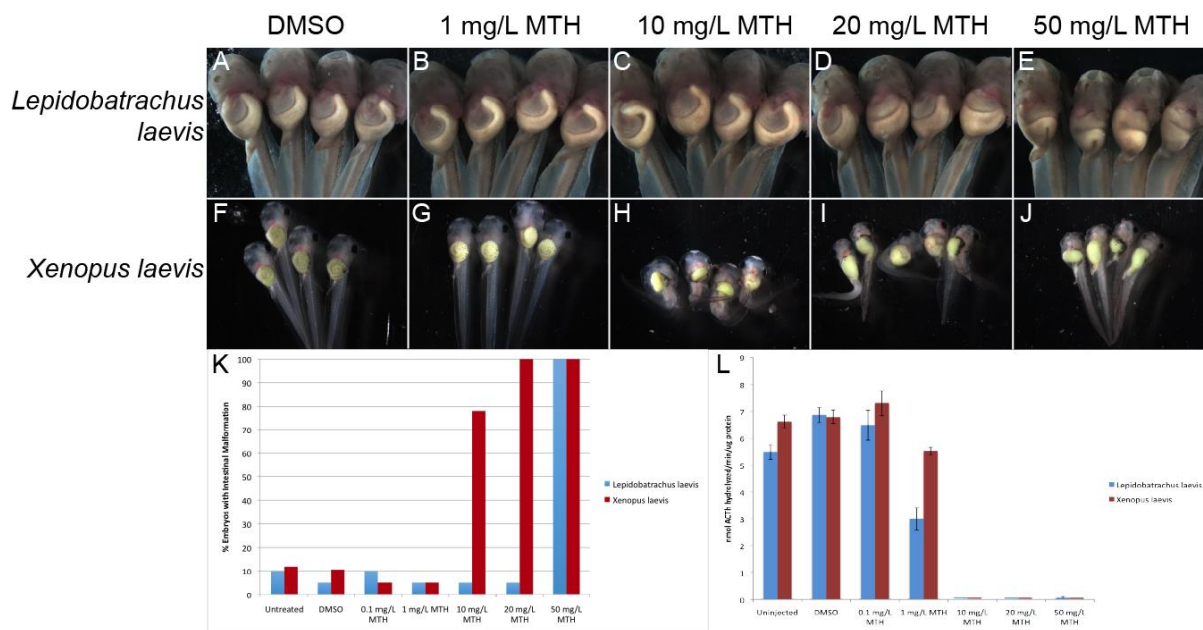 DMSO
1 mg/L MTH
10 mg/L MTH
20 mg/L MTH
50 mg/L MTH
Lepidobatrachus
laevis
A
B
C
D
E
Xenopus laevis
F
G
H
I
J
K
% Embryos with Intestinal Malformation
100
90
80
70
60
50
40
30
20
10
0
Untreated
DMSO
0.1 mg/L
MTH
1 mg/L MTH
10 mg/L
MTH
20 mg/L
MTH
50 mg/L
MTH
Lepidobatrachus laevis
Xenopus laevis
L
nmol ACTh hydrolyzed/min/ug protein
9
8
7
6
5
4
3
2
1
0
Uninjected
DMSO
0.1 mg/L
MTH
1 mg/L MTH
10 mg/L
MTH
20 mg/L
MTH
50 mg/L
MTH
Lepidobatrachus laevis
Xenopus laevis